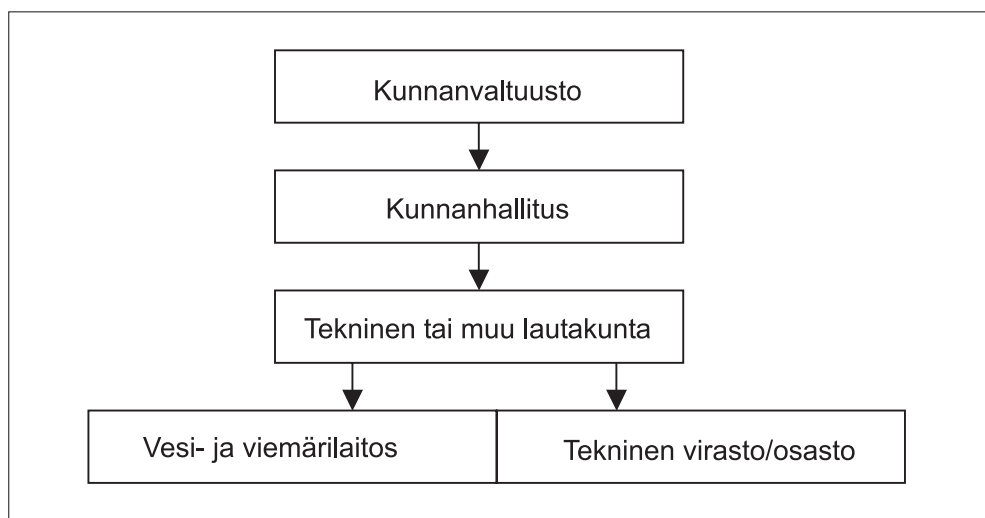 Kunnanvaltuusto
Kunnanhallitus
Tekninen tai muu lautakunta
Vesi- ja viemärilaitos
Tekninen virasto/osasto